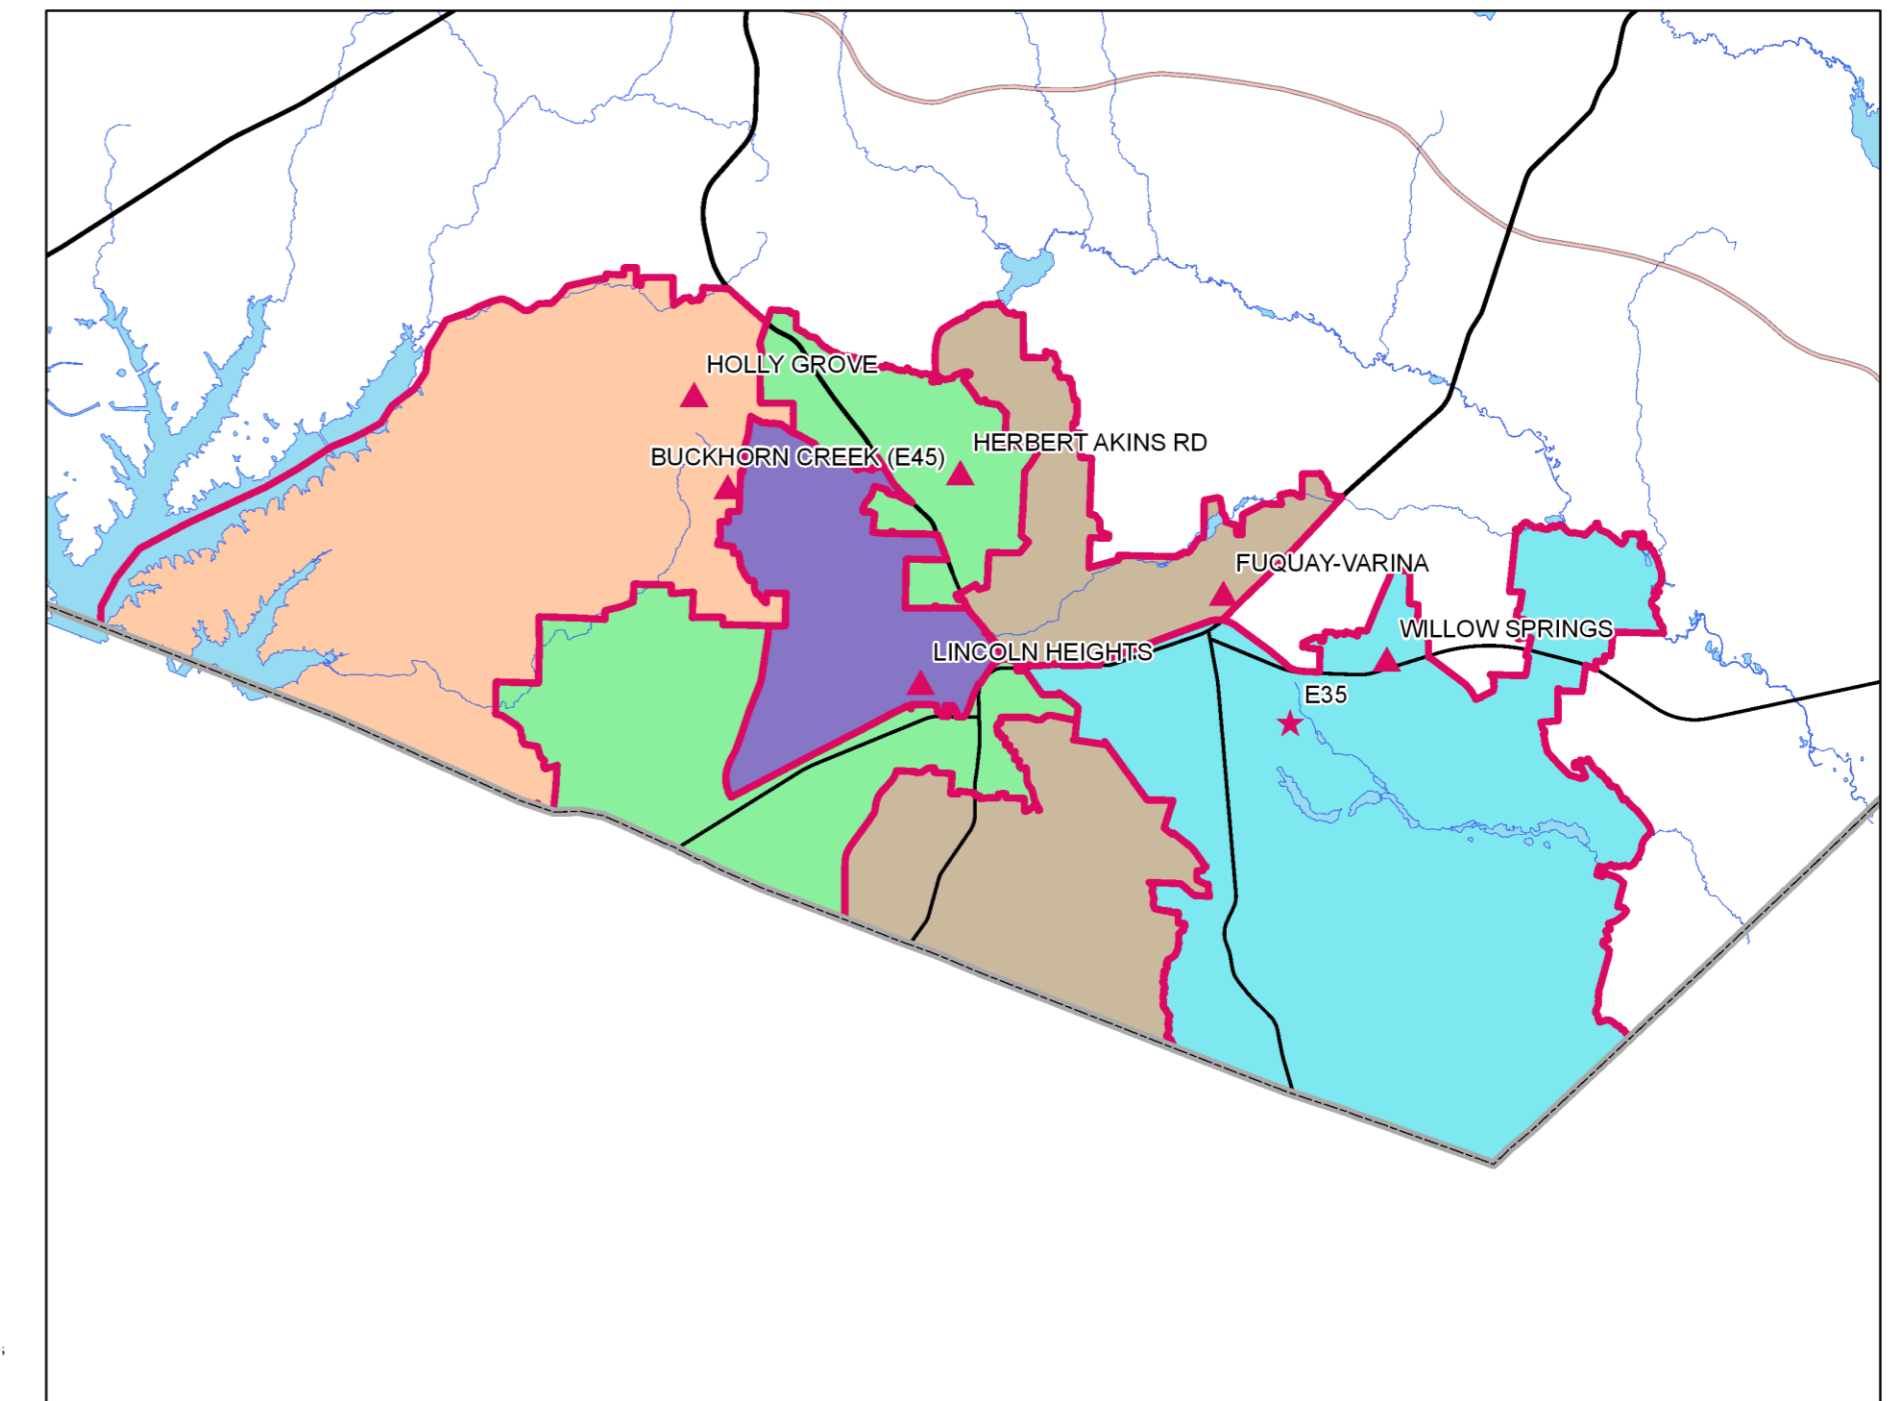 HOLLY GROVE
HERBERT AKINS RD
BUCKHORN CREEK (E45)
FUQUAY-VARINA
WILLOW SPRINGS
LINCOLN HEIGHTS
E35